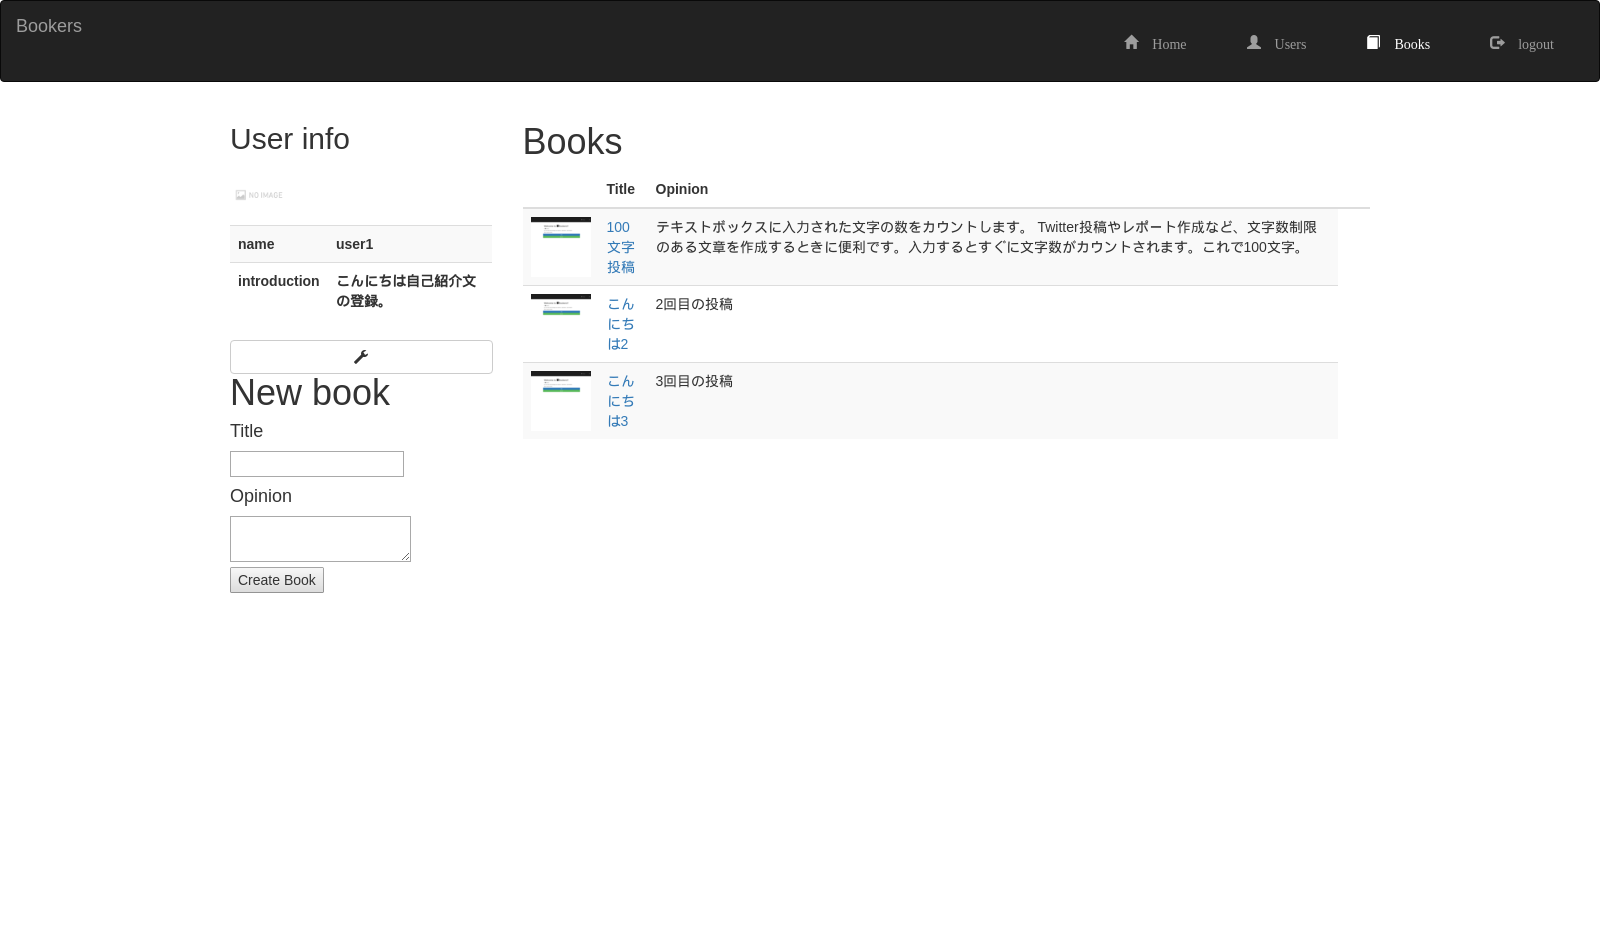 Bookers
Home Users Books logout
User info
NO IMAGE
name user1
introduction こんにちは自己紹介文
の登録。
New book
Title
Opinion
Create Book
Books
Title Opinion
100 テキストボックスに入力された文字の数をカウントします。 Twitter投稿やレポート作成など、文字数制限
文字 のある文章を作成するときに便利です。入力するとすぐに文字数がカウントされます。これで100文字。
投稿
こん 2回目の投稿
にち
は2
こん 3回目の投稿
にち
は3